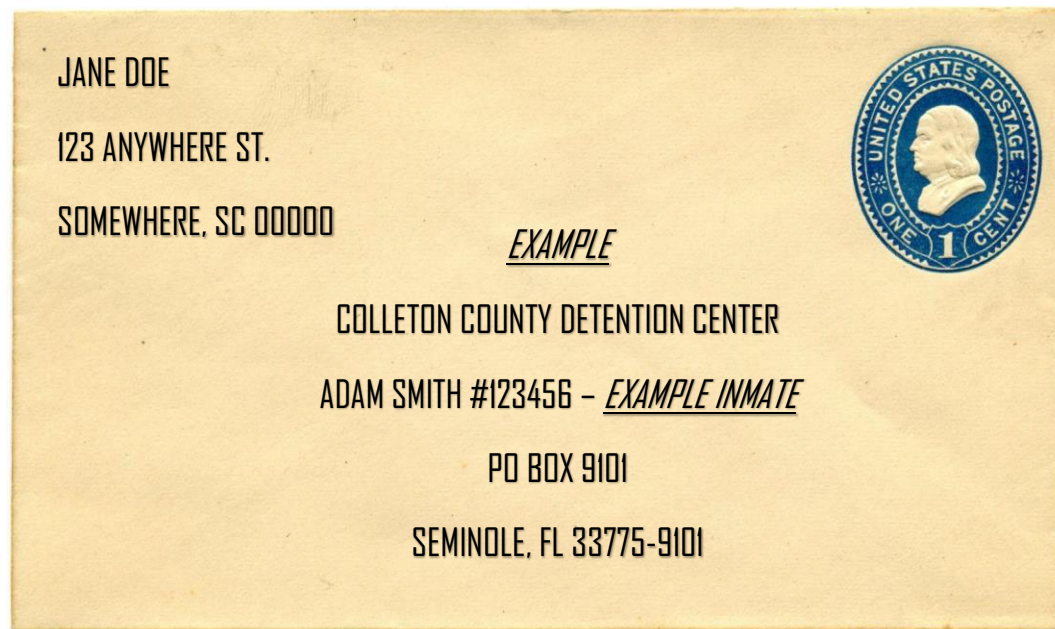 JANE DOE
123 ANYWHERE ST.
SOMEWHERE, SC 00000
UNITED STATES POSTAGE
ONE 1 CENT
EXAMPLE
COLLETON COUNTY DETENTION CENTER
ADAM SMITH #123456 – EXAMPLE INMATE
PO BOX 9101
SEMINOLE, FL 33775-9101